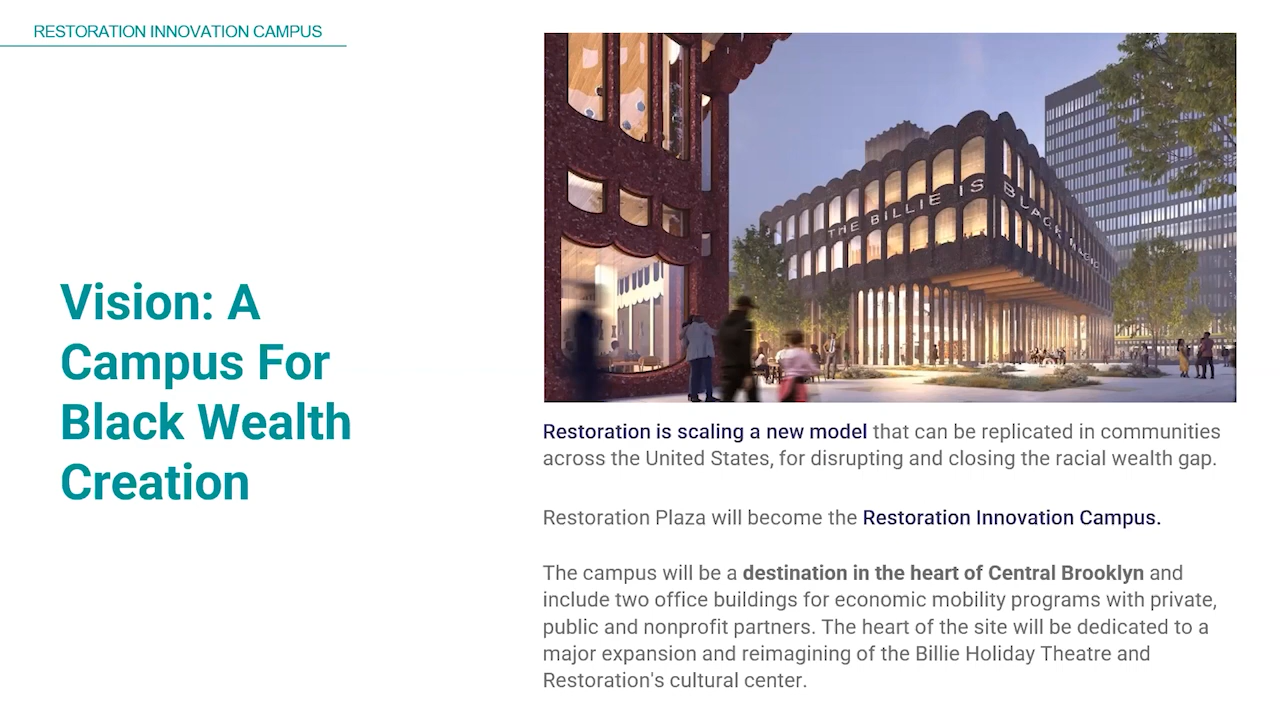 RESTORATION INNOVATION CAMPUS
Vision: A
Campus For
Black Wealth
Creation
THE BILLIE IS BLACK MAGIC
Restoration is scaling a new model that can be replicated in communities
across the United States, for disrupting and closing the racial wealth gap.
Restoration Plaza will become the Restoration Innovation Campus.
The campus will be a destination in the heart of Central Brooklyn and
include two office buildings for economic mobility programs with private,
public and nonprofit partners. The heart of the site will be dedicated to a
major expansion and reimagining of the Billie Holiday Theatre and
Restoration's cultural center.